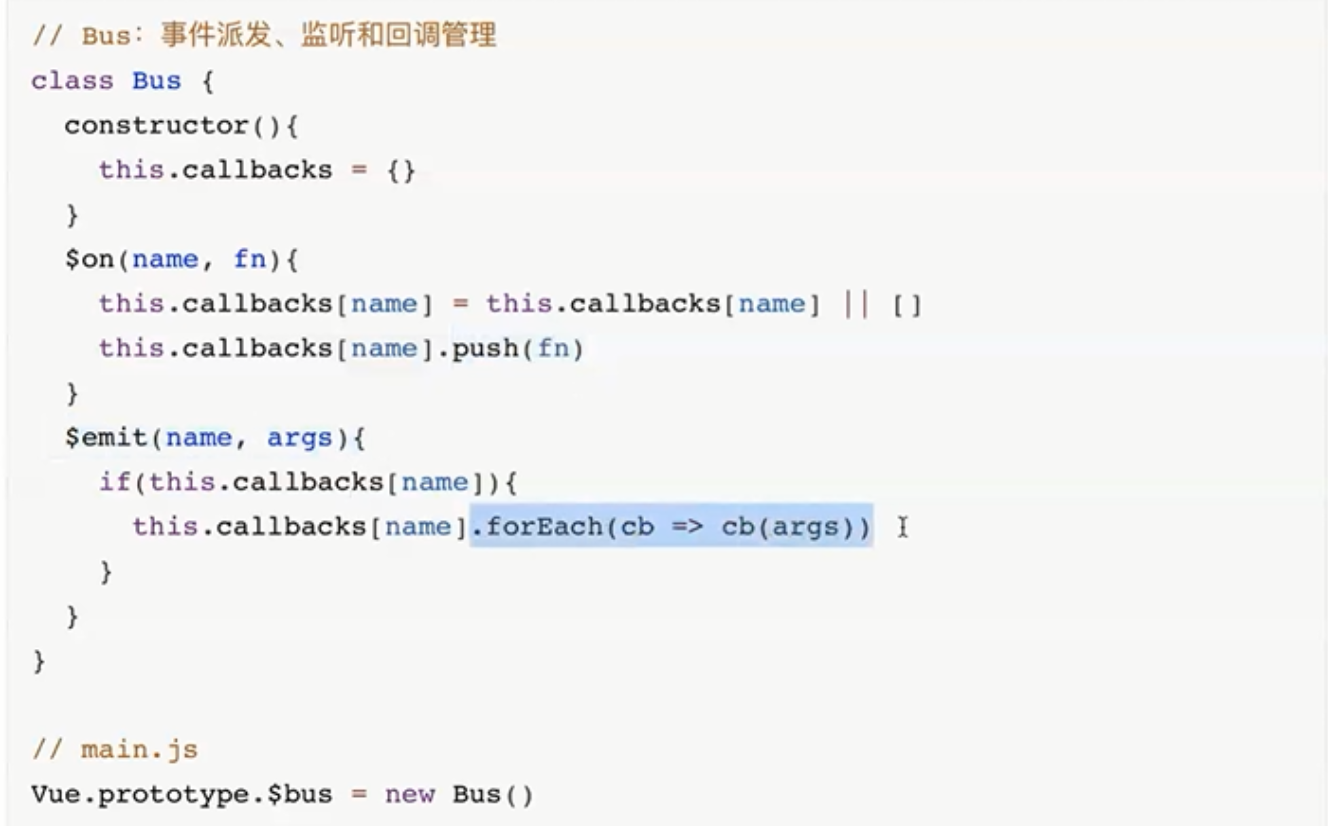 // Bus：事件派发、监听和回调管理
class Bus {
  constructor(){
    this.callbacks = {}
  }
  $on(name, fn){
    this.callbacks[name] = this.callbacks[name] || []
    this.callbacks[name].push(fn)
  }
  $emit(name, args){
    if(this.callbacks[name]){
      this.callbacks[name].forEach(cb => cb(args))
    }
  }
}
// main.js
Vue.prototype.$bus = new Bus()